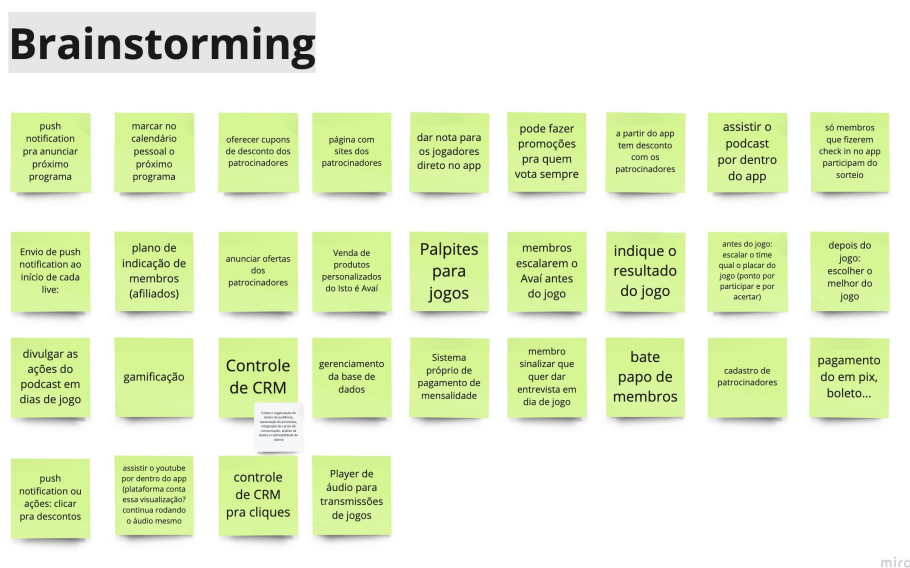 Brainstorming
push
notification
pra anunciar
próximo
programa
marcar no
calendário
pessoal o
próximo
programa
oferecer cupons
de desconto dos
patrocinadores
página com
sites dos
patrocinadores
dar nota para
os jogadores
direto no app
pode fazer
promoções
pra quem
vota sempre
a partir do app
tem desconto
com os
patrocinadores
assistir o
podcast
por dentro
do app
só membros
que fizerem
check in no app
participam do
sorteio
Envio de push
notification ao
início de cada
live:
plano de
indicação de
membros
(afiliados)
anunciar ofertas
dos
patrocinadores
Venda de
produtos
personalizados
do Isto é Avaí
Palpites
para
jogos
membros
escalarem o
Avaí antes
do jogo
indique o
resultado
do jogo
antes do jogo:
escalar o time
qual o placar do
jogo (ponto por
participar e por
acertar)
depois do
jogo:
escolher o
melhor do
jogo
divulgar as
ações do
podcast em
dias de jogo
gamificação
Controle
de CRM
gerenciamento
da base de
dados
Sistema
próprio de
pagamento de
mensalidade
membro
sinalizar que
quer dar
entrevista em
dia de jogo
bate
papo de
membros
cadastro de
patrocinadores
pagamento
do em pix,
boleto...
push
notification ou
ações: clicar
pra descontos
assistir o youtube
por dentro do app
(plataforma conta
essa visualização?
continua rodando
o áudio mesmo
controle
de CRM
pra cliques
Player de
áudio para
transmissões
de jogos
miro